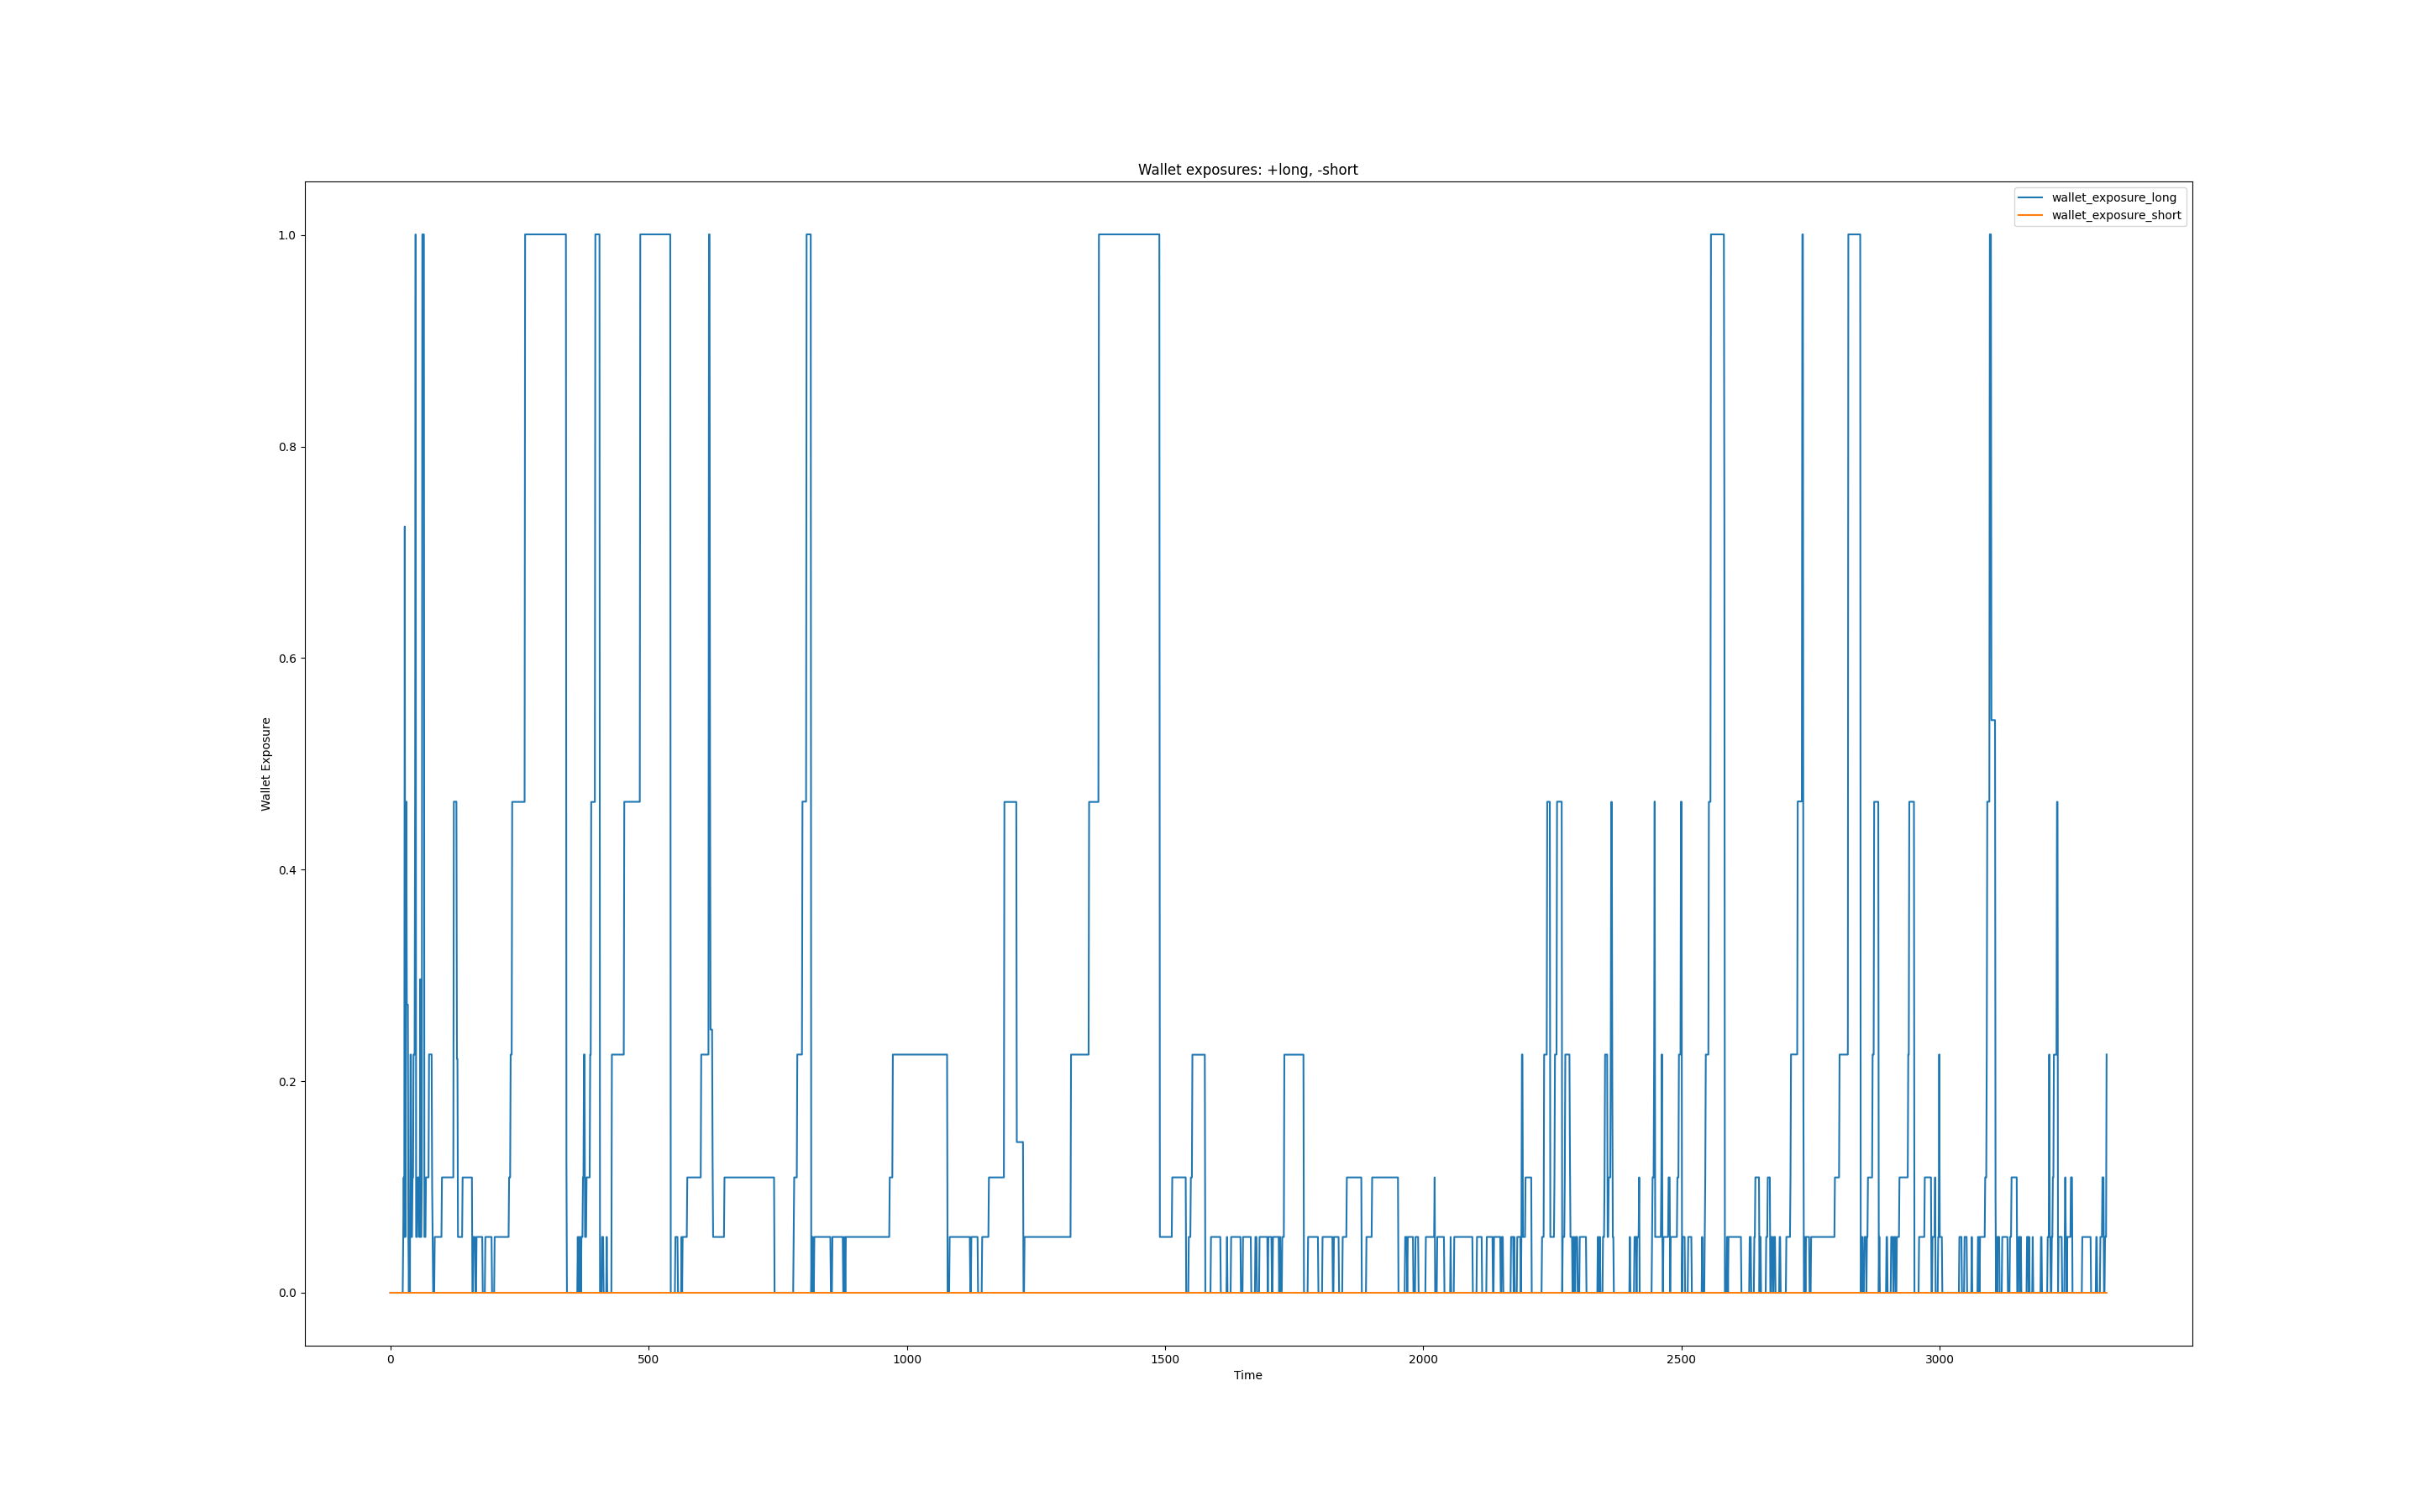 Wallet exposures: +long, -short
wallet_exposure_long
wallet_exposure_short
1.0
0.8
0.6
0.4
0.2
0.0
Wallet Exposure
0 500 1000 1500 2000 2500 3000
Time